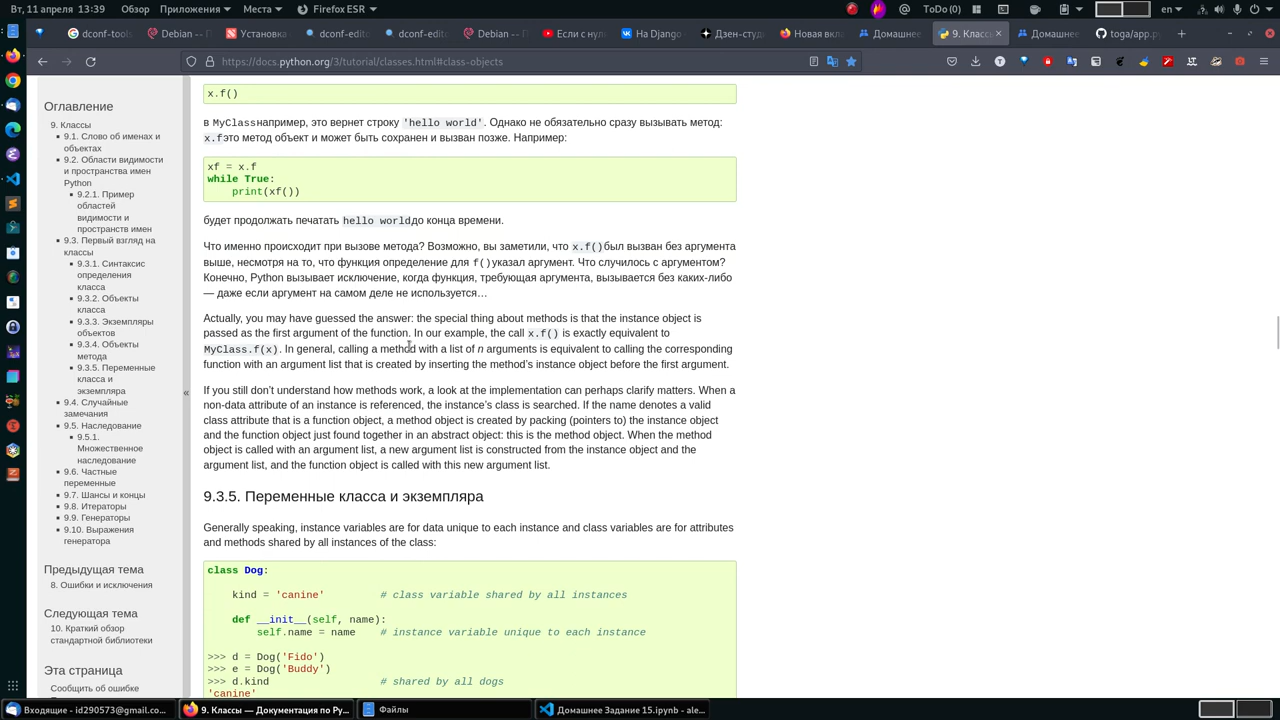 Вт, 11 апреля 13:39
Обзор
Приложения
Места
Firefox ESR
ToDo(0)
en
dconf-tools
Debian -- П
Установка
dconf-edito
dconf-edito
Debian -- П
Если с нул
На Django
Дзен-студ
Новая вкл
Домашнее
9. Класс
Домашнее
toga/app.p
https://docs.python.org/3/tutorial/classes.html#class-objects
Оглавление
9. Классы
9.1. Слово об именах и
объектах
9.2. Области видимости
и пространства имен
Python
9.2.1. Пример
областей
видимости и
пространств имен
9.3. Первый взгляд на
классы
9.3.1. Синтаксис
определения
класса
9.3.2. Объекты
класса
9.3.3. Экземпляры
объектов
9.3.4. Объекты
метода
9.3.5. Переменные
класса и
экземпляра
9.4. Случайные
замечания
9.5. Наследование
9.5.1.
Множественное
наследование
9.6. Частные
переменные
9.7. Шансы и концы
9.8. Итераторы
9.9. Генераторы
9.10. Выражения
генератора
Предыдущая тема
8. Ошибки и исключения
Следующая тема
10. Краткий обзор
стандартной библиотеки
Эта страница
Сообщить об ошибке
«
x.f()
в MyClassнапример, это вернет строку 'hello world'. Однако не обязательно сразу вызывать метод:
x.fэто метод объект и может быть сохранен и вызван позже. Например:
xf = x.f
while True:
    print(xf())
будет продолжать печатать hello worldдо конца времени.
Что именно происходит при вызове метода? Возможно, вы заметили, что x.f()был вызван без аргумента
выше, несмотря на то, что функция определение для f()указал аргумент. Что случилось с аргументом?
Конечно, Python вызывает исключение, когда функция, требующая аргумента, вызывается без каких-либо
— даже если аргумент на самом деле не используется…
Actually, you may have guessed the answer: the special thing about methods is that the instance object is
passed as the first argument of the function. In our example, the call x.f() is exactly equivalent to
MyClass.f(x). In general, calling a method with a list of n arguments is equivalent to calling the corresponding
function with an argument list that is created by inserting the method’s instance object before the first argument.
If you still don’t understand how methods work, a look at the implementation can perhaps clarify matters. When a
non-data attribute of an instance is referenced, the instance’s class is searched. If the name denotes a valid
class attribute that is a function object, a method object is created by packing (pointers to) the instance object
and the function object just found together in an abstract object: this is the method object. When the method
object is called with an argument list, a new argument list is constructed from the instance object and the
argument list, and the function object is called with this new argument list.
9.3.5. Переменные класса и экземпляра
Generally speaking, instance variables are for data unique to each instance and class variables are for attributes
and methods shared by all instances of the class:
class Dog:
    kind = 'canine'         # class variable shared by all instances
    def __init__(self, name):
        self.name = name    # instance variable unique to each instance
>>> d = Dog('Fido')
>>> e = Dog('Buddy')
>>> d.kind                  # shared by all dogs
'canine'
Входящие - id290573@gmail.co...
9. Классы — Документация по Py...
Файлы
Домашнее Задание 15.ipynb - ale...